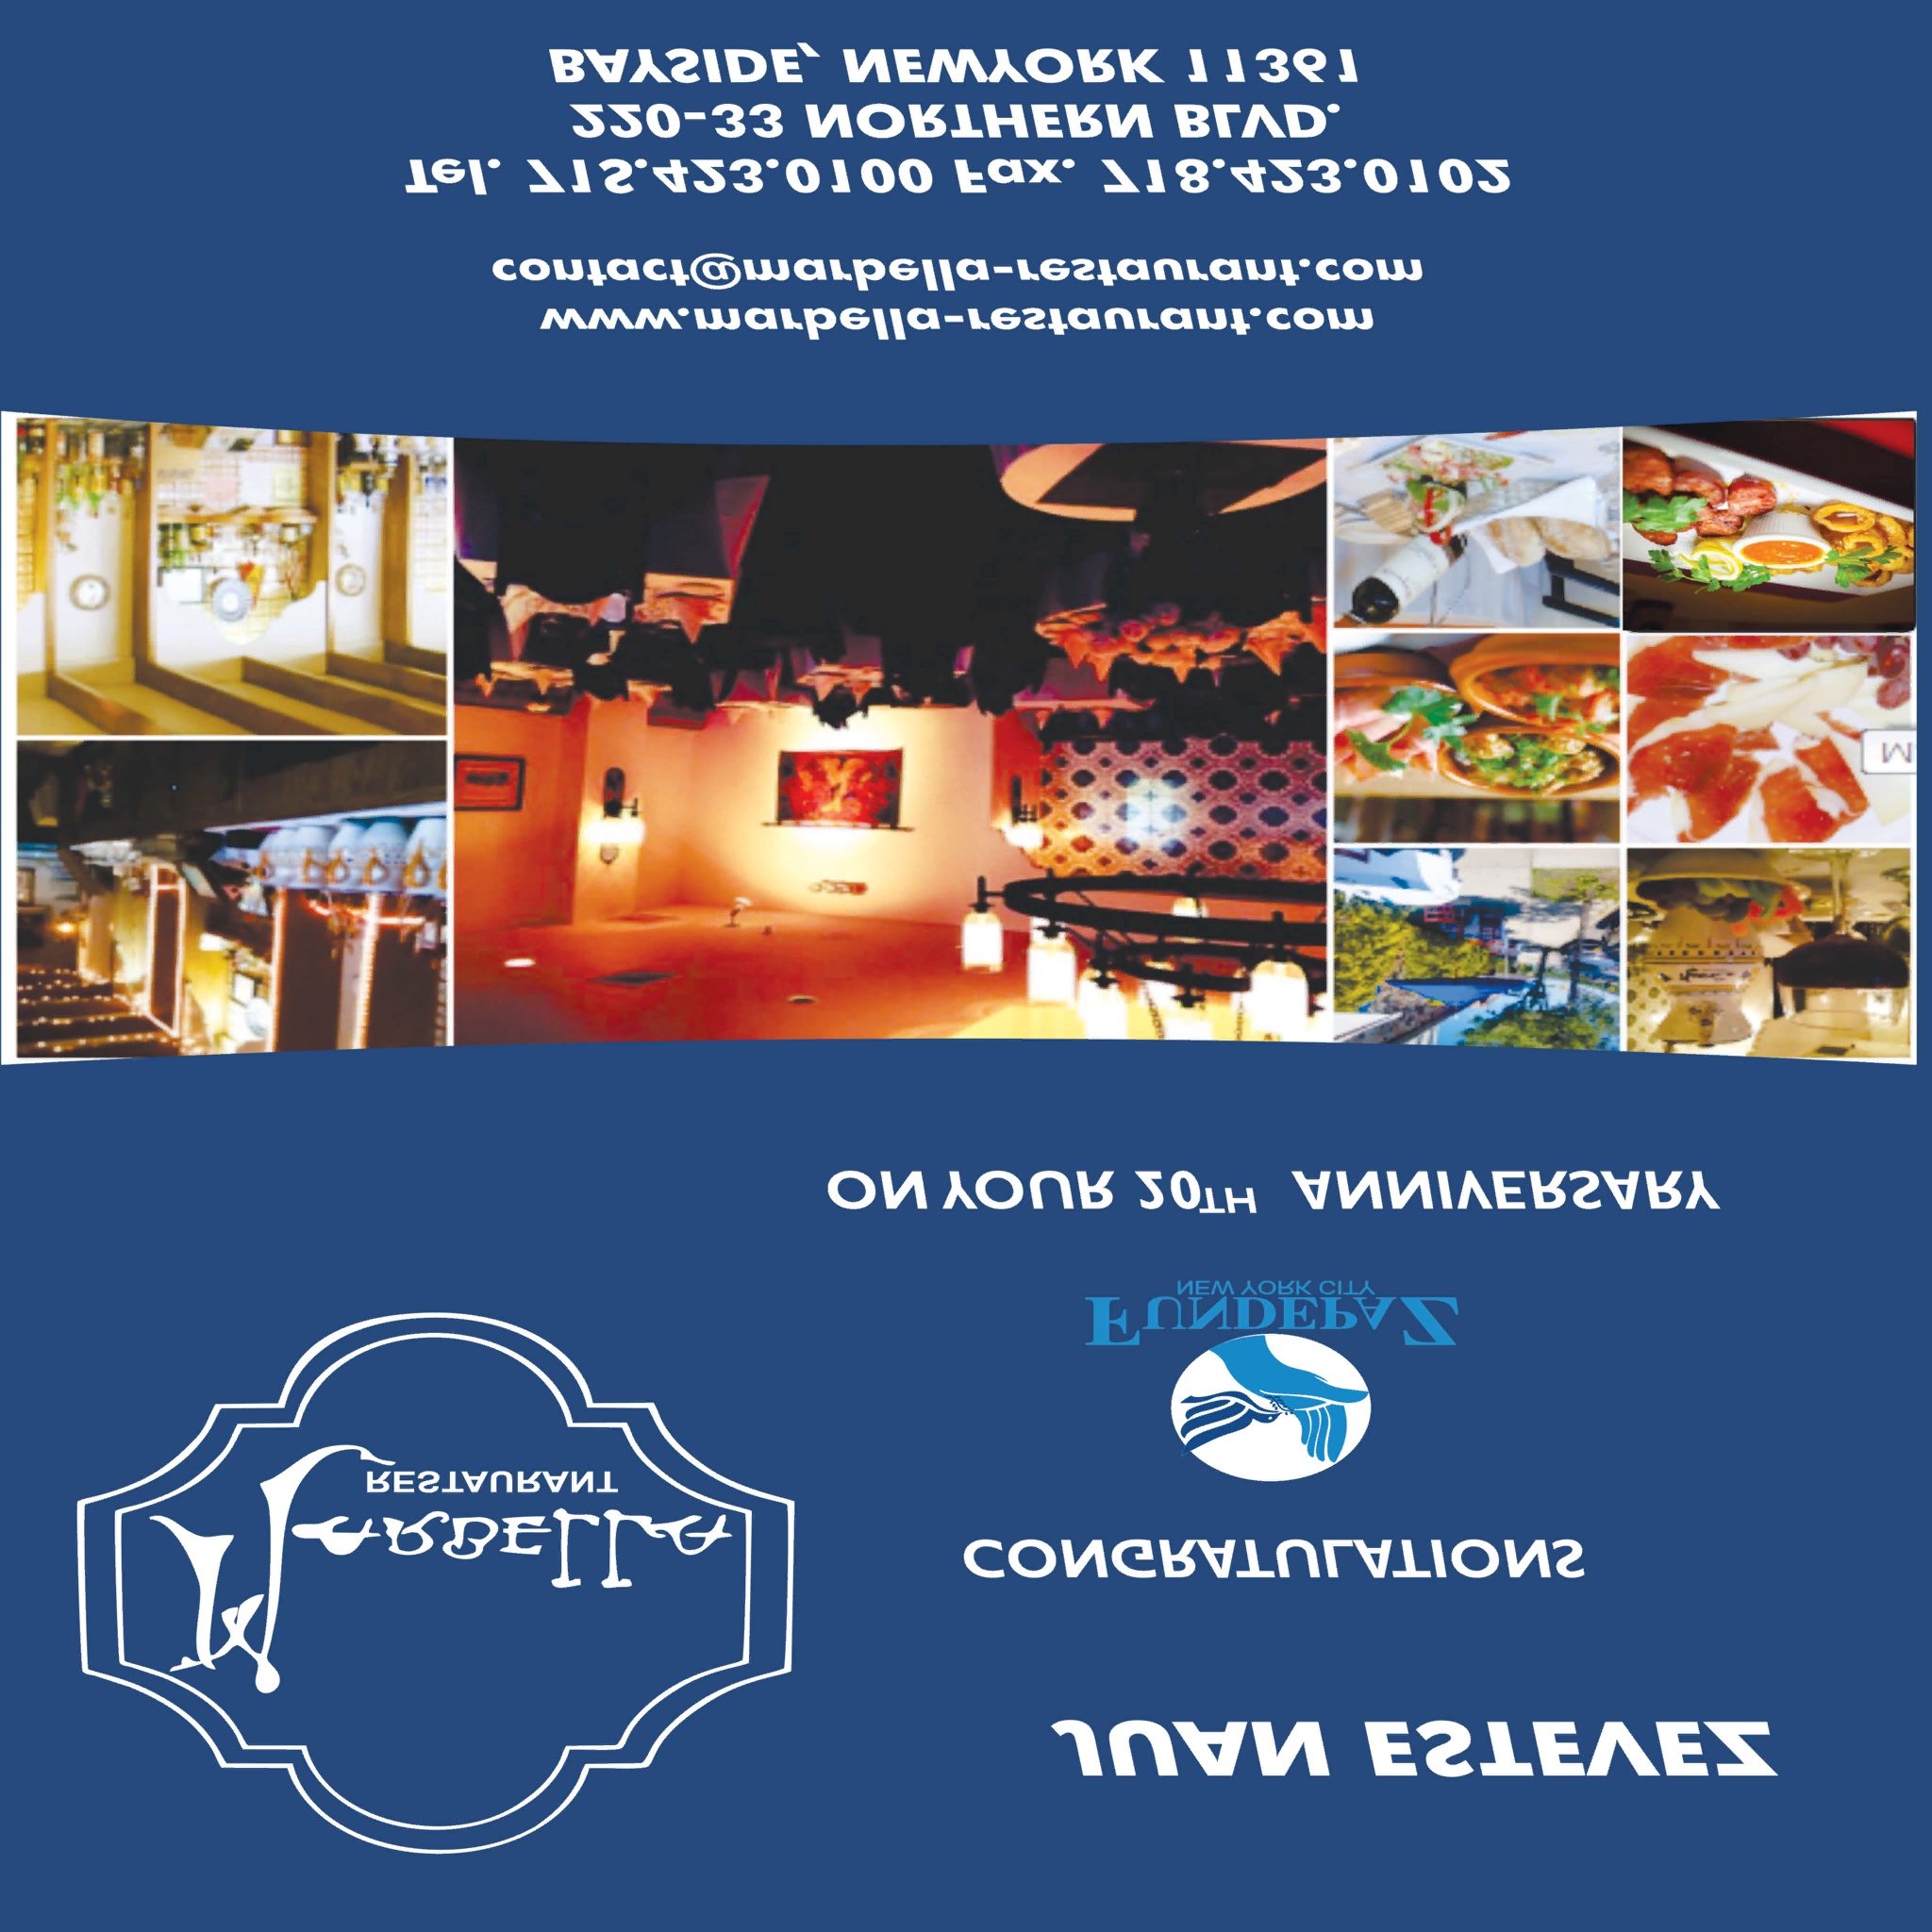 JUAN ESTEVEZ
CONGRATULATIONS
MARBELLA
RESTAURANT
FUNDEPAZ
NEW YORK CITY
ON YOUR 20TH ANNIVERSARY
www.marbella-restaurant.com
contact@marbella-restaurant.com
Tel. 712.423.0100 Fax. 718.423.0102
220-33 NORTHERN BLVD.
BAYSIDE, NEWYORK 11361